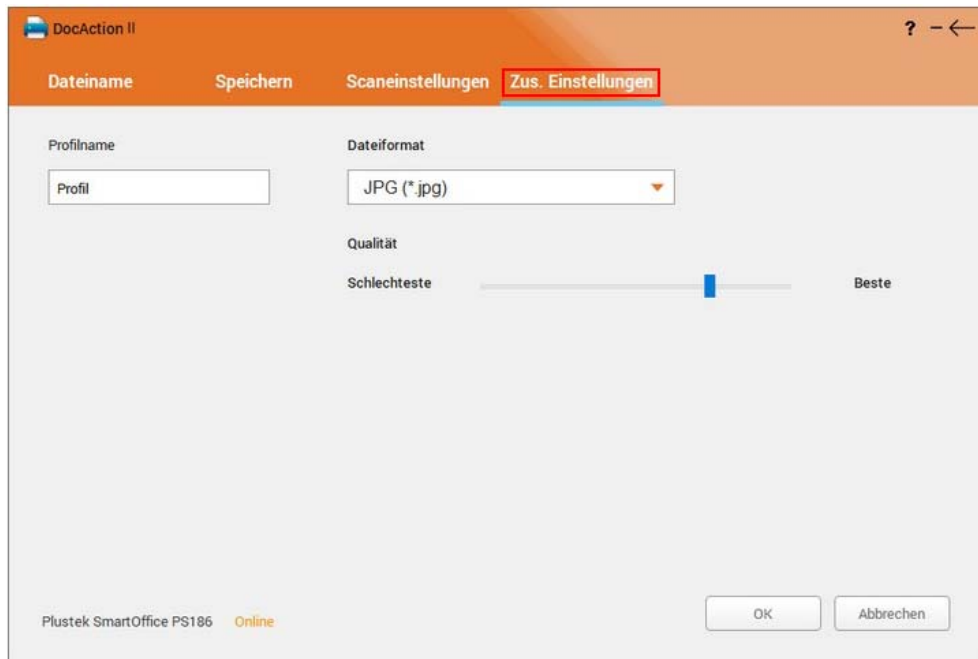 DocAction II
?
Dateiname Speichern Scaneinstellungen Zus. Einstellungen
Profilname
Profil
Dateiformat
JPG (*.jpg)
Qualität
Schlechteste Beste
Plustek SmartOffice PS186 Online
OK Abbrechen